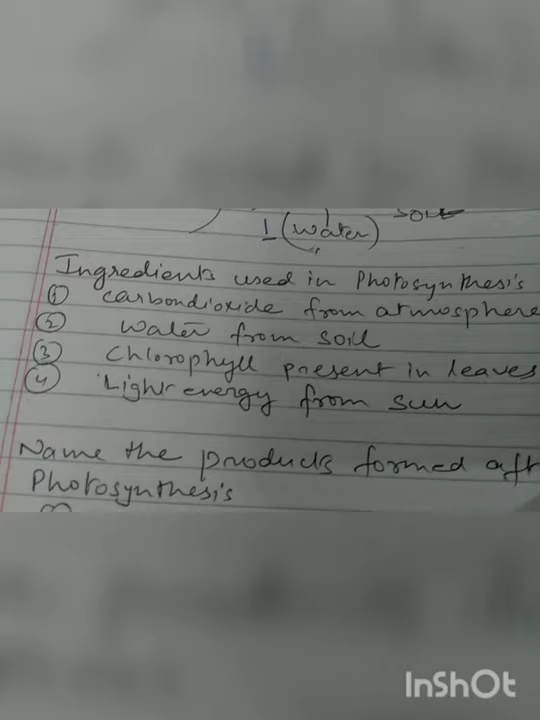 soil
1 (water)
Ingredients used in Photosynthesis
① carbondioxide from atmosphere
② water from soil
③ chlorophyll present in leaves
④ Light energy from sun
Name the products formed aft
Photosynthesis
InShOt